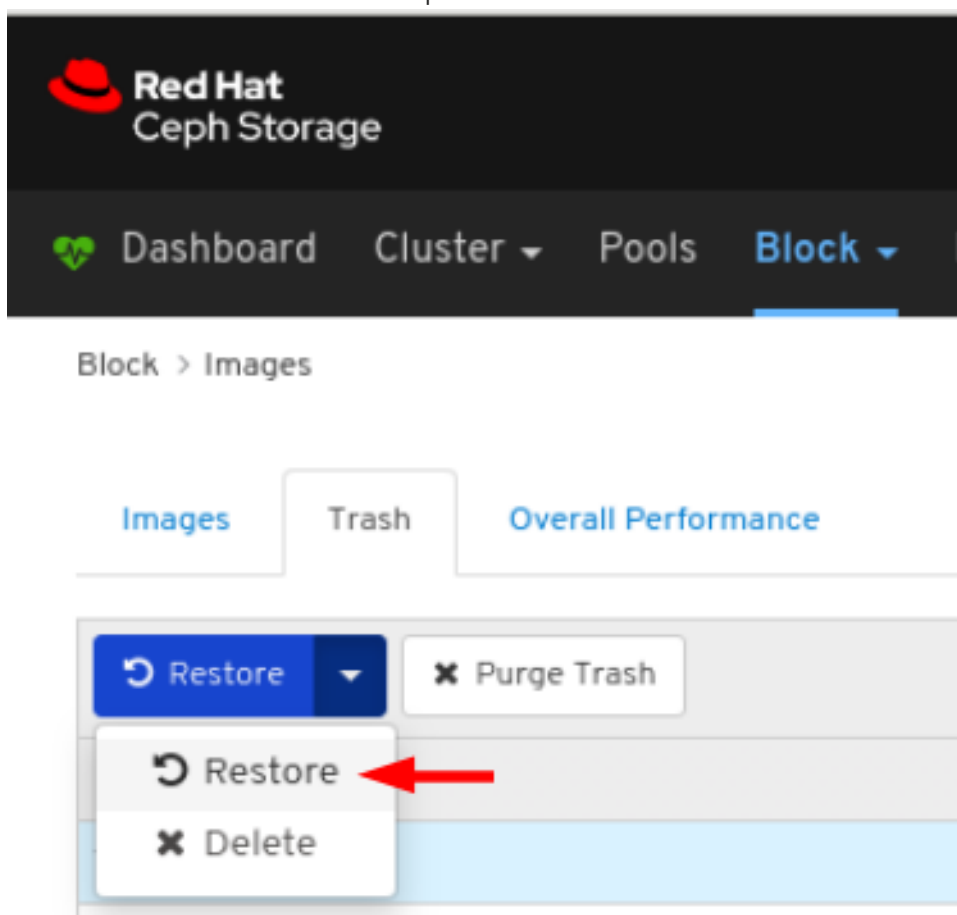 Red Hat
Ceph Storage
Dashboard Cluster Pools Block
Block > Images
Images Trash Overall Performance
Restore Purge Trash
Restore
Delete